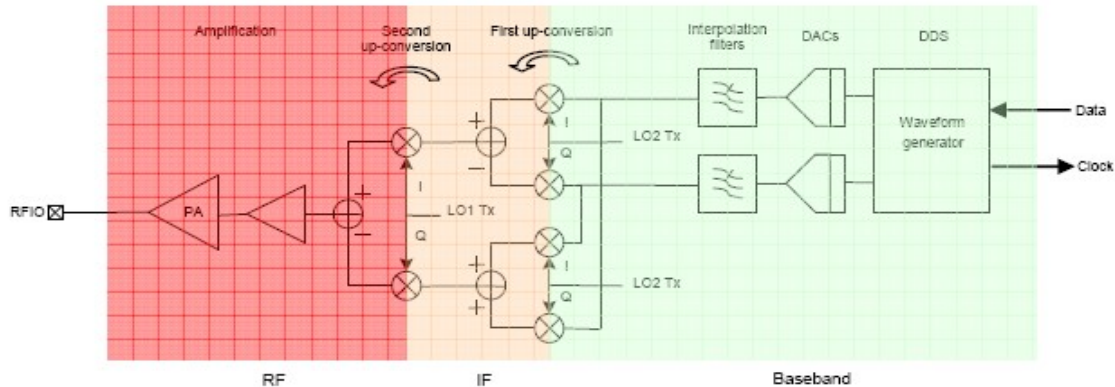 Amplification
Second
up-conversion
First up-conversion
Interpolation
filters
DACs
DDS
Waveform
generator
Data
Clock
LO2 Tx
I
Q
+
−
I
Q
LO1 Tx
+
−
PA
RFIO
I
Q
LO2 Tx
+
+
RF
IF
Baseband